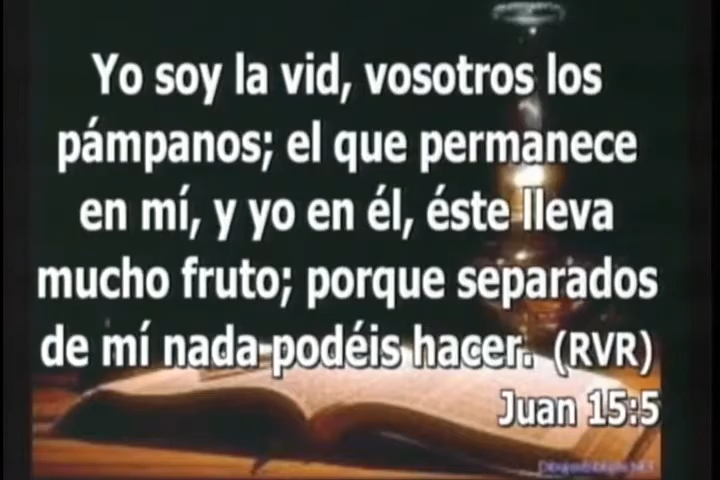 Yo soy la vid, vosotros los
pámpanos; el que permanece
en mí, y yo en él, éste lleva
mucho fruto; porque separados
de mí nada podéis hacer. (RVR)
Juan 15:5